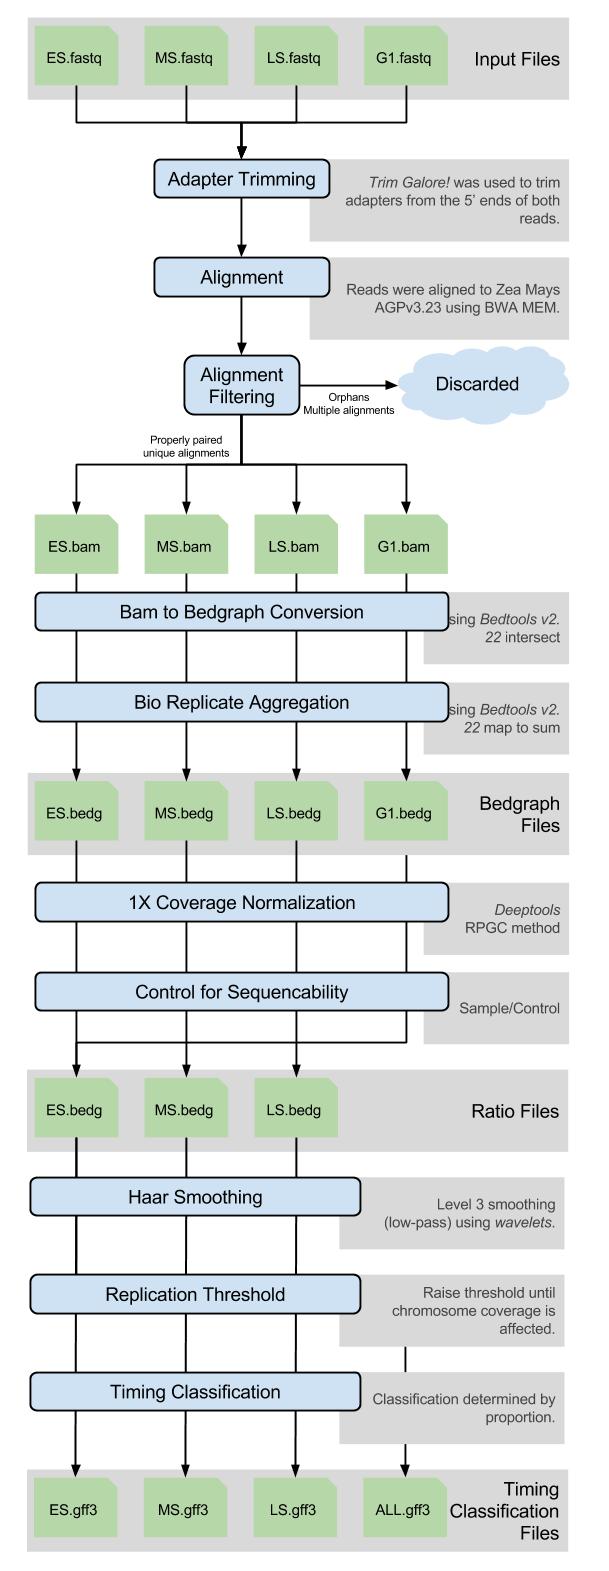 ES.fastq MS.fastq LS.fastq G1.fastq Input Files
Adapter Trimming
Trim Galore! was used to trim
adapters from the 5' ends of both
reads.
Alignment
Reads were aligned to Zea Mays
AGPv3.23 using BWA MEM.
Alignment
Filtering
Orphans
Multiple alignments
Discarded
Properly paired
unique alignments
ES.bam MS.bam LS.bam G1.bam
Bam to Bedgraph Conversion
sing Bedtools v2.
22 intersect
Bio Replicate Aggregation
sing Bedtools v2.
22 map to sum
ES.bedg MS.bedg LS.bedg G1.bedg
Bedgraph
Files
1X Coverage Normalization
Deeptools
RPGC method
Control for Sequencability
Sample/Control
ES.bedg MS.bedg LS.bedg Ratio Files
Haar Smoothing
Level 3 smoothing
(low-pass) using wavelets.
Replication Threshold
Raise threshold until
chromosome coverage is
affected.
Timing Classification
Classification determined by
proportion.
ES.gff3 MS.gff3 LS.gff3 ALL.gff3
Timing
Classification
Files